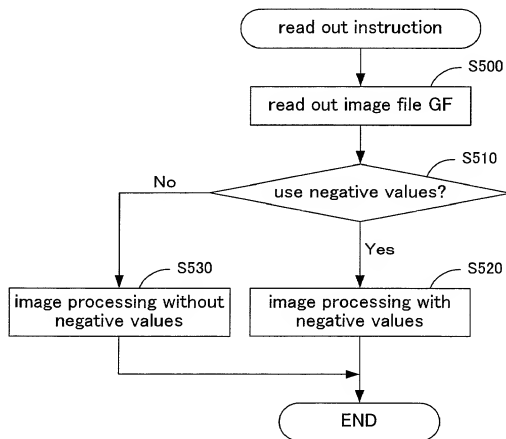 read out instruction
S500
read out image file GF
S510
use negative values?
No
Yes
S530
S520
image processing without
negative values
image processing with
negative values
END